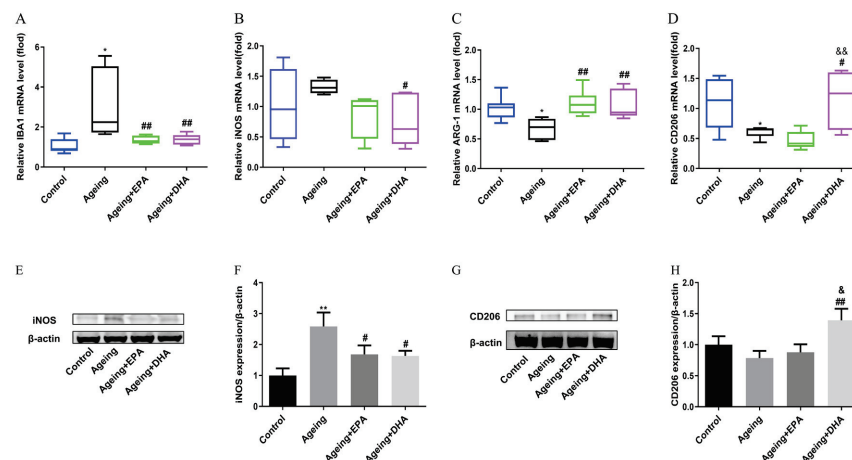 A
Relative IBA1 mRNA level (flod)
6
4
2
0
*
##
##
Control
Ageing
Ageing+EPA
Ageing+DHA
B
Relative iNOS mRNA level(fold)
2.0
1.5
1.0
0.5
0.0
#
Control
Ageing
Ageing+EPA
Ageing+DHA
C
Relative ARG-1 mRNA level (flod)
2.0
1.5
1.0
0.5
0.0
*
##
##
Control
Ageing
Ageing+EPA
Ageing+DHA
D
Relative CD206 mRNA level (fold)
2.0
1.5
1.0
0.5
0.0
*
&&
#
Control
Ageing
Ageing+EPA
Ageing+DHA
E
iNOS
β-actin
Control
Ageing
Ageing+EPA
Ageing+DHA
F
iNOS expression/β-actin
4
3
2
1
0
**
#
#
Control
Ageing
Ageing+EPA
Ageing+DHA
G
CD206
β-actin
Control
Ageing
Ageing+EPA
Ageing+DHA
H
CD206 expression/β-actin
2.0
1.5
1.0
0.5
0.0
&
##
Control
Ageing
Ageing+EPA
Ageing+DHA